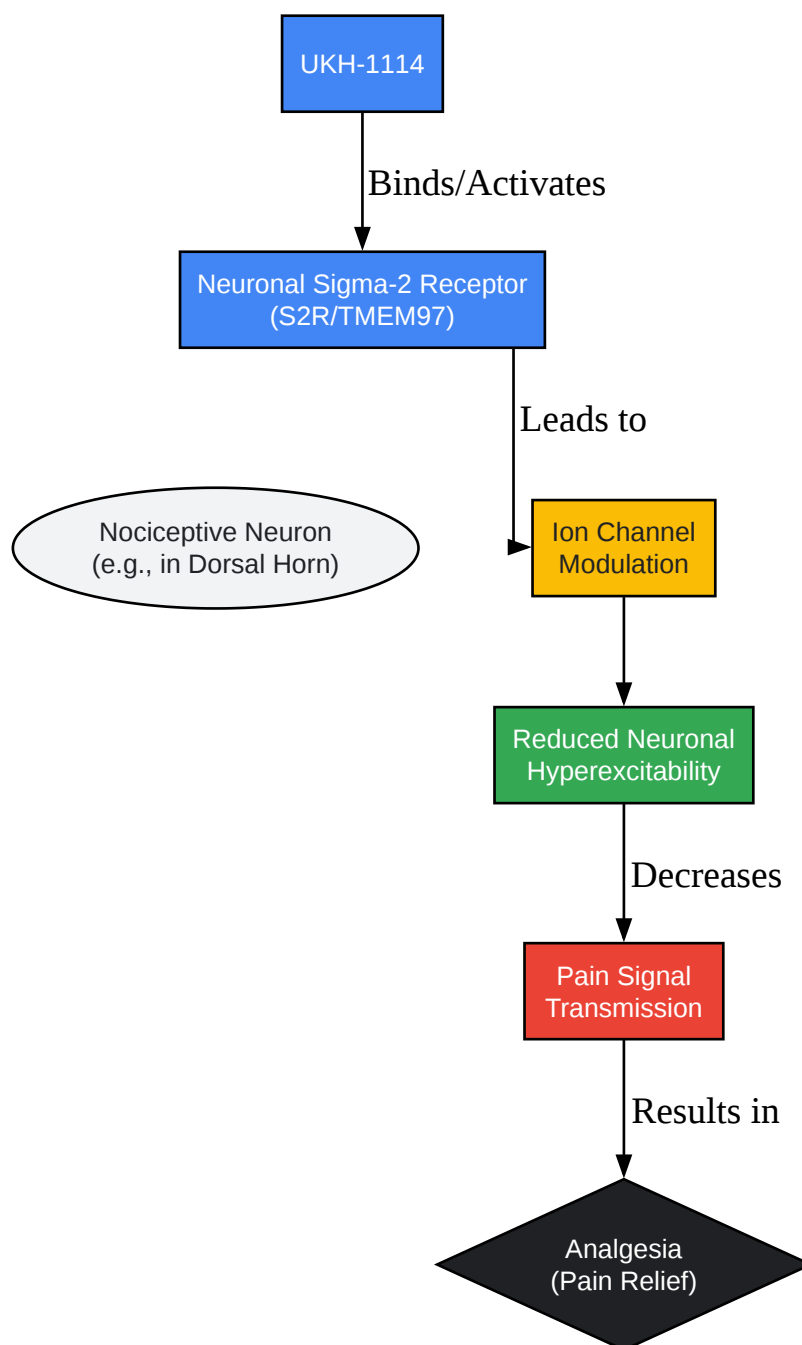 UKH-1114
Binds/Activates
Neuronal Sigma-2 Receptor
(S2R/TMEM97)
Leads to
Nociceptive Neuron
(e.g., in Dorsal Horn)
Ion Channel
Modulation
Reduced Neuronal
Hyperexcitability
Decreases
Pain Signal
Transmission
Results in
Analgesia
(Pain Relief)